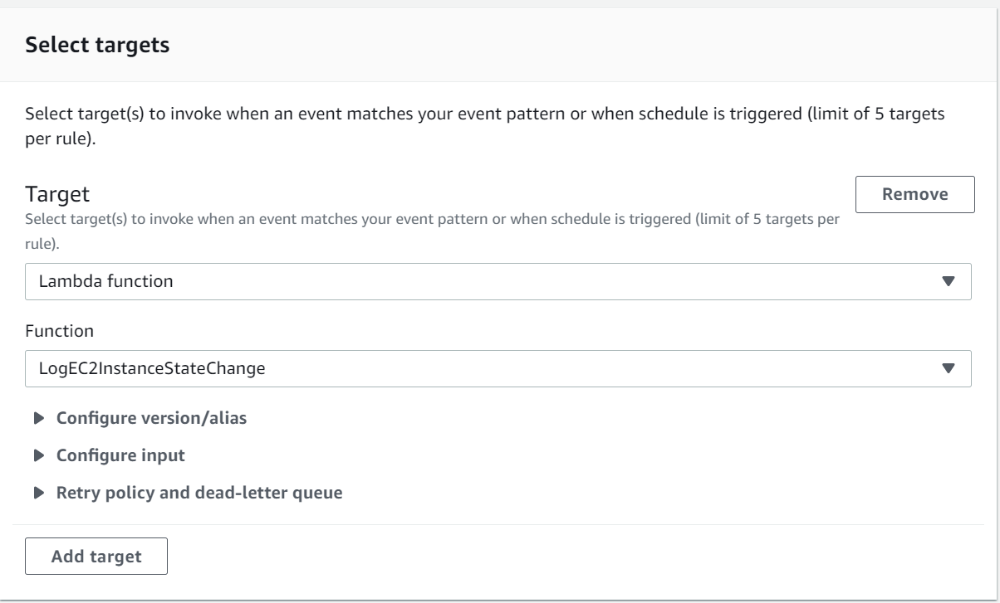 Select targets
Select target(s) to invoke when an event matches your event pattern or when schedule is triggered (limit of 5 targets
per rule).
Target
Remove
Select target(s) to invoke when an event matches your event pattern or when schedule is triggered (limit of 5 targets per
rule).
Lambda function
Function
LogEC2InstanceStateChange
Configure version/alias
Configure input
Retry policy and dead-letter queue
Add target